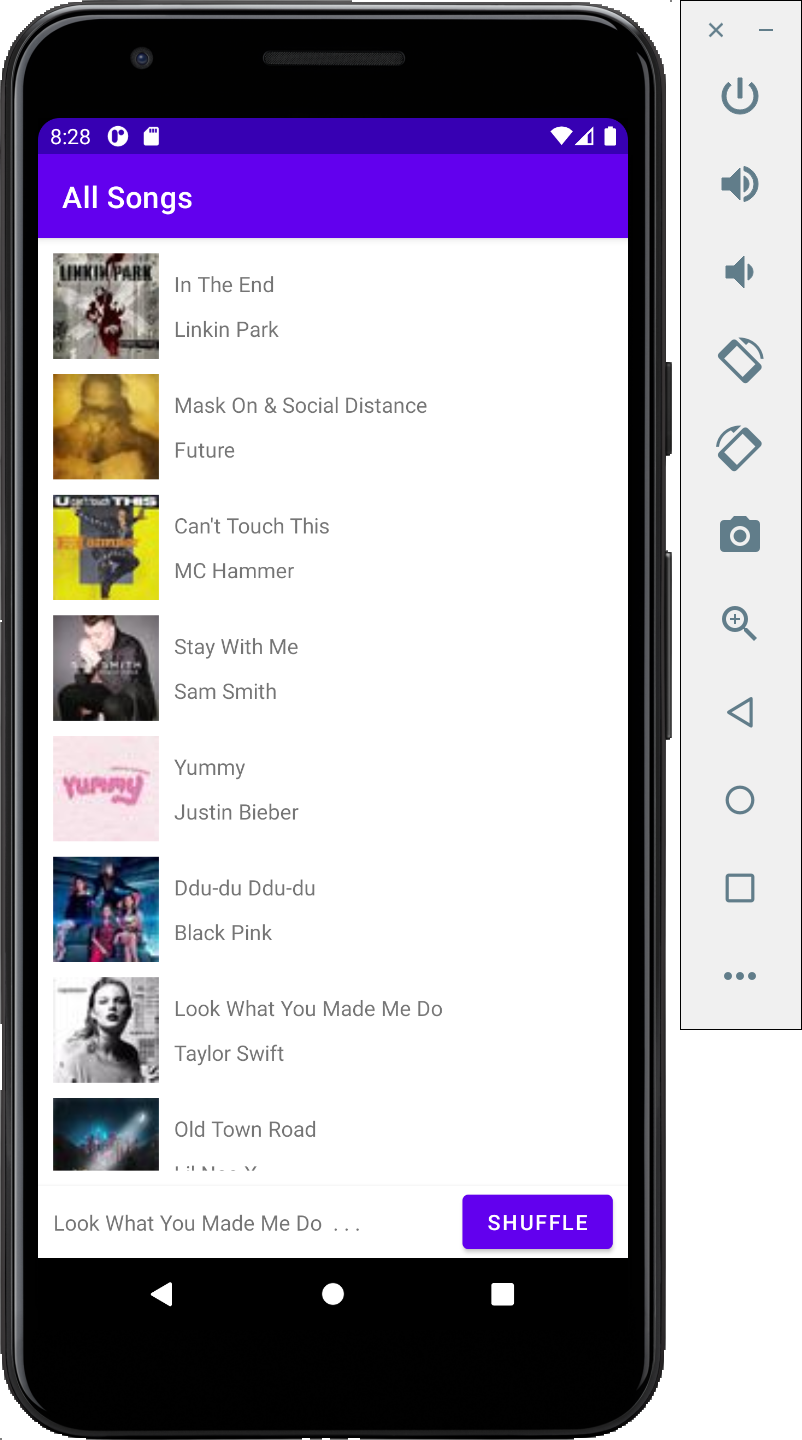 8:28
All Songs
LINKIN PARK
In The End
Linkin Park
Mask On & Social Distance
Future
U can't touch THIS
Hammer
Can't Touch This
MC Hammer
SAM SMITH
Stay With Me
Sam Smith
YUMMY
Yummy
Justin Bieber
Ddu-du Ddu-du
Black Pink
Look What You Made Me Do
Taylor Swift
Old Town Road
Lil Nas X
Look What You Made Me Do . . .
SHUFFLE